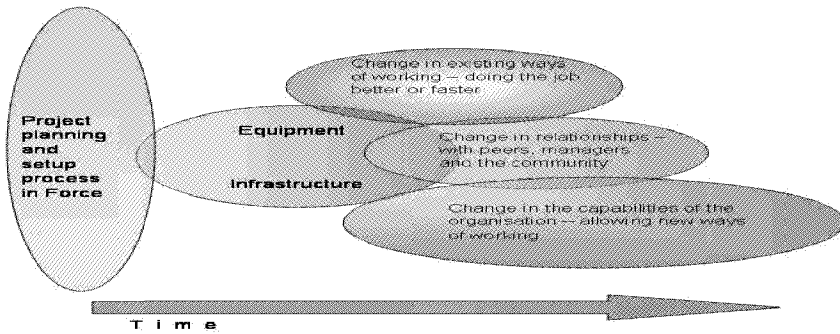 Project
planning
and
setup
process
in Force
Equipment
Infrastructure
Change in existing ways
of working – doing the job
better or faster
Change in relationships –
with peers, managers
and the community
Change in the capabilities of the
organisation – allowing new ways
of working
Time